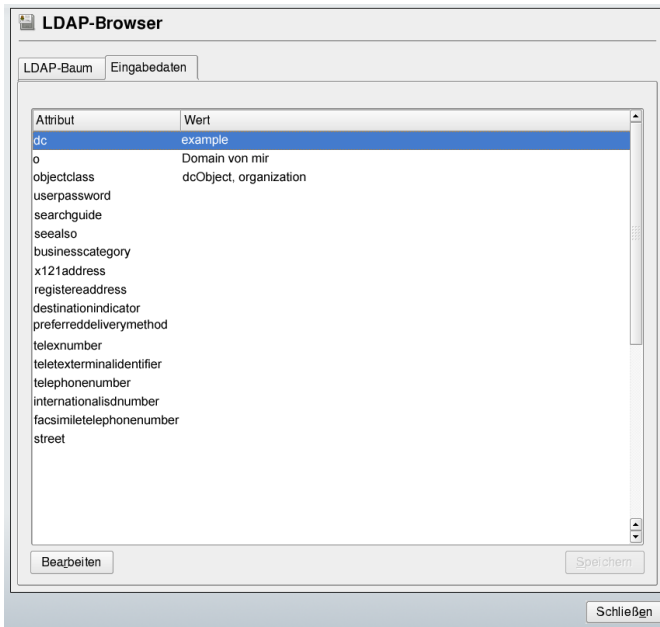 LDAP-Browser
LDAP-Baum Eingabedaten
Attribut Wert
dc example
o Domain von mir
objectclass dcObject, organization
userpassword
searchguide
seealso
businesscategory
x121address
registereaddress
destinationindicator
preferreddeliverymethod
telexnumber
teletexterminalidentifier
telephonenumber
internationalisdnumber
facsimiletelephonenumber
street
Bearbeiten Speichern
Schließen